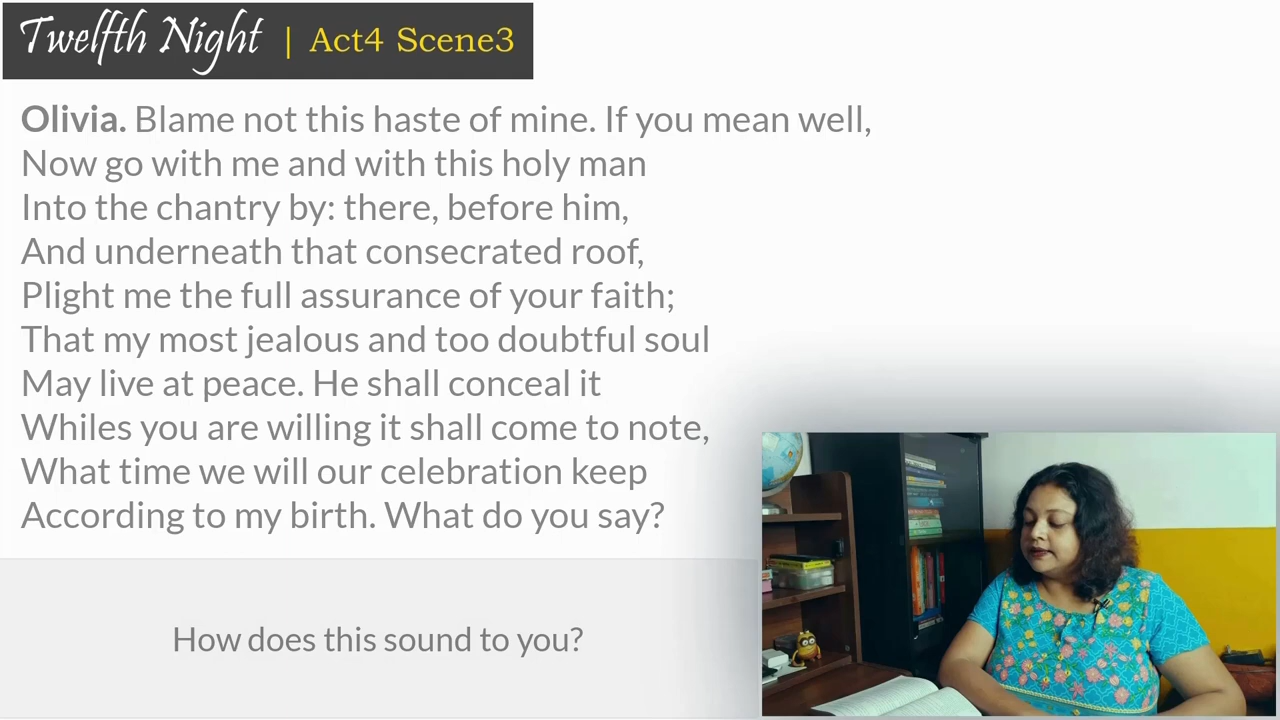 Twelfth Night | Act4 Scene3
Olivia. Blame not this haste of mine. If you mean well,
Now go with me and with this holy man
Into the chantry by: there, before him,
And underneath that consecrated roof,
Plight me the full assurance of your faith;
That my most jealous and too doubtful soul
May live at peace. He shall conceal it
Whiles you are willing it shall come to note,
What time we will our celebration keep
According to my birth. What do you say?
How does this sound to you?